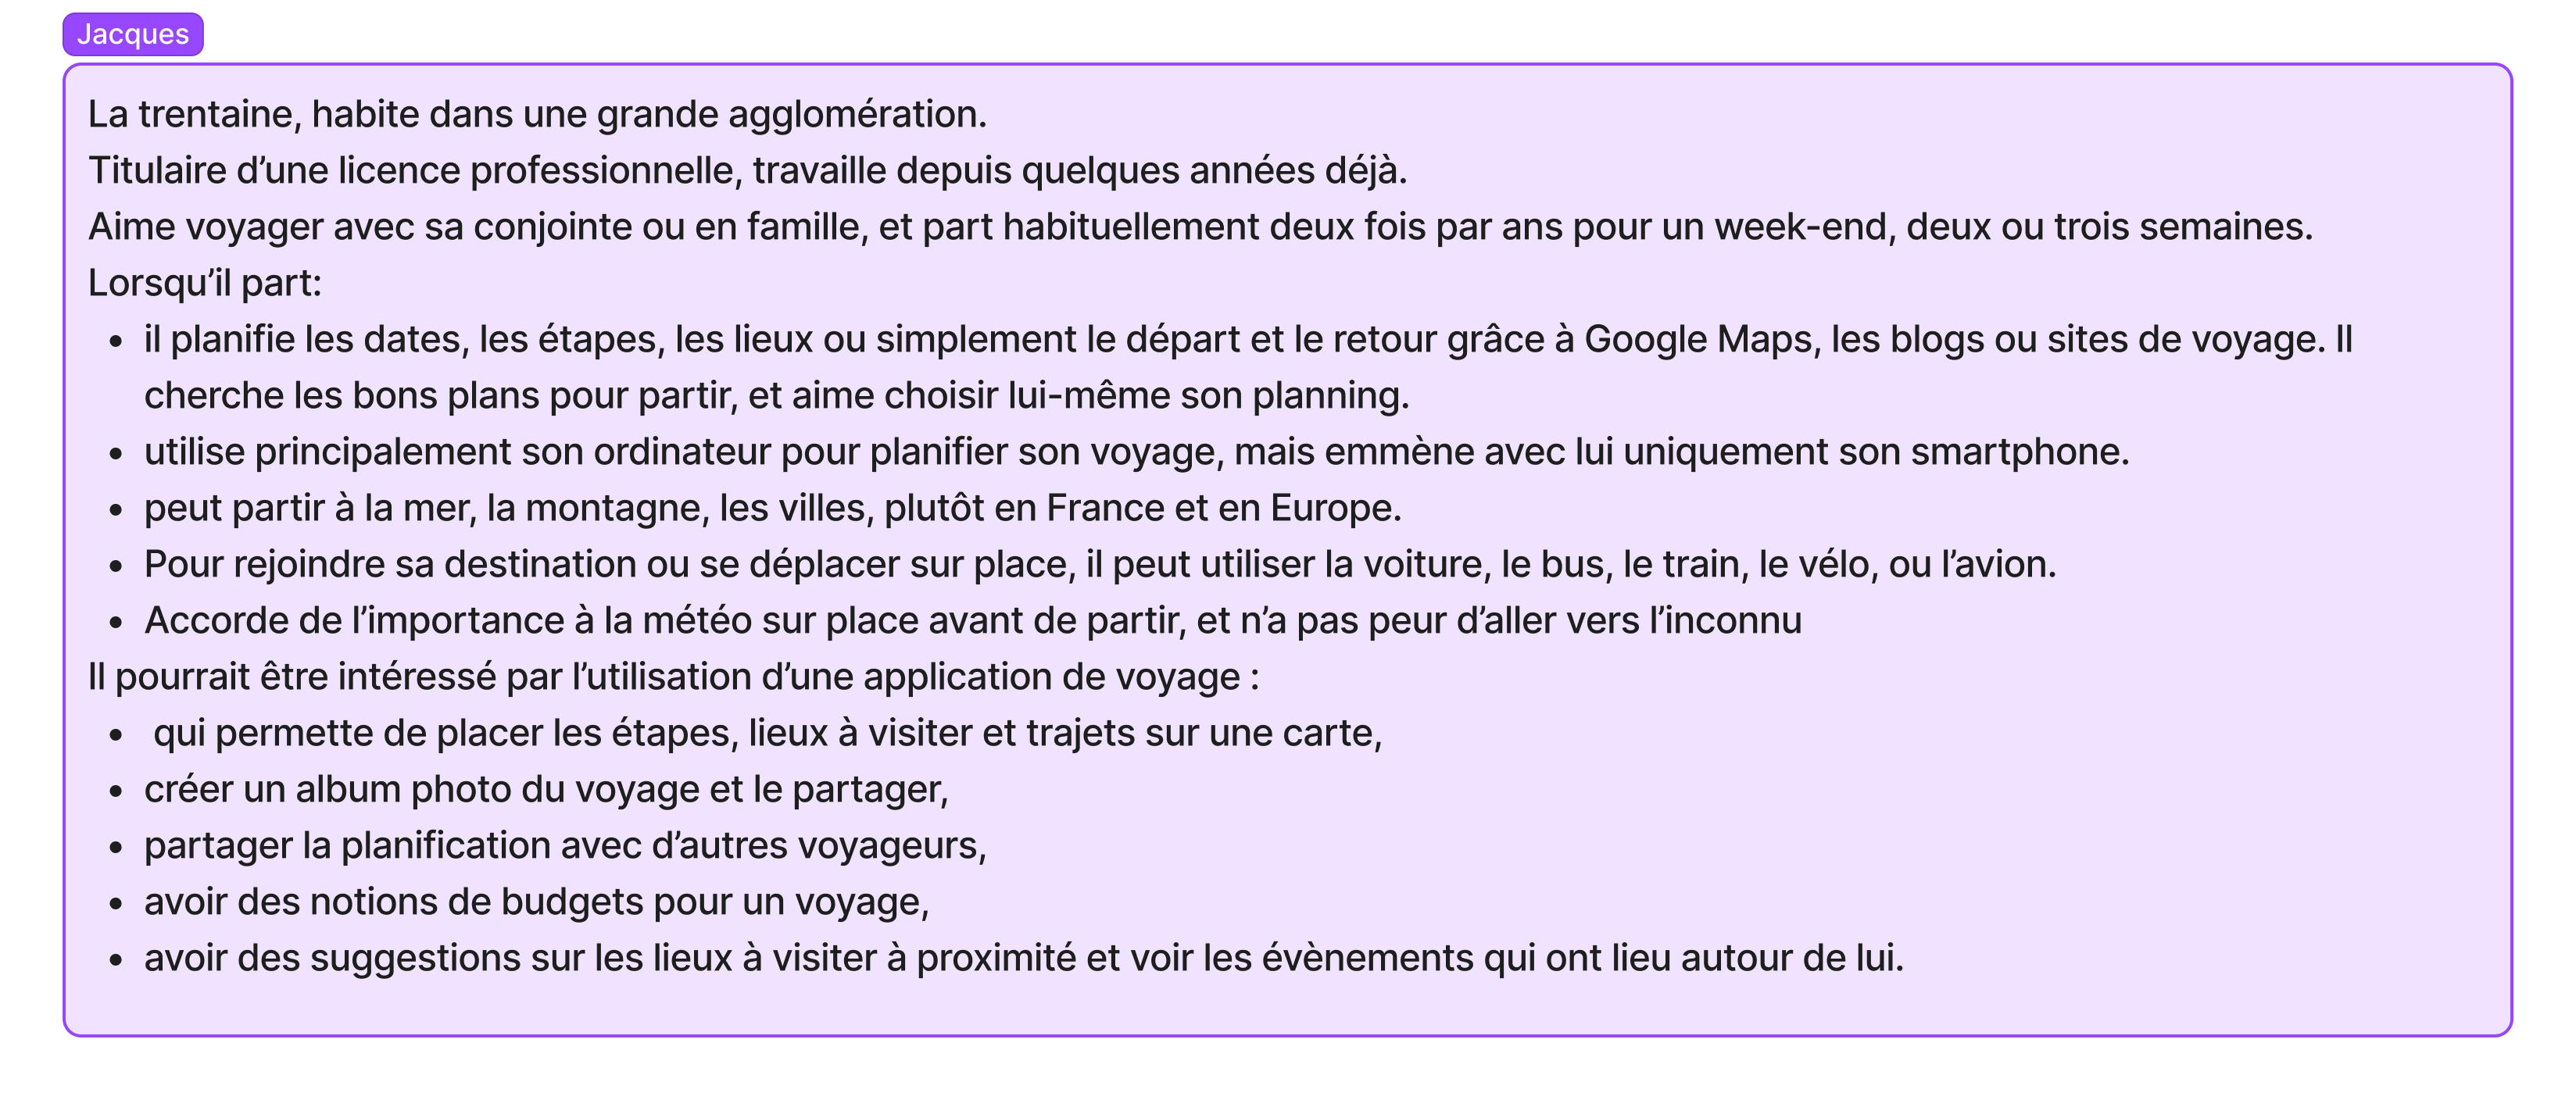 Jacques
La trentaine, habite dans une grande agglomération.
Titulaire d’une licence professionnelle, travaille depuis quelques années déjà.
Aime voyager avec sa conjointe ou en famille, et part habituellement deux fois par ans pour un week-end, deux ou trois semaines.
Lorsqu’il part:
• il planifie les dates, les étapes, les lieux ou simplement le départ et le retour grâce à Google Maps, les blogs ou sites de voyage. Il
cherche les bons plans pour partir, et aime choisir lui-même son planning.
• utilise principalement son ordinateur pour planifier son voyage, mais emmène avec lui uniquement son smartphone.
• peut partir à la mer, la montagne, les villes, plutôt en France et en Europe.
• Pour rejoindre sa destination ou se déplacer sur place, il peut utiliser la voiture, le bus, le train, le vélo, ou l’avion.
• Accorde de l’importance à la météo sur place avant de partir, et n’a pas peur d’aller vers l’inconnu
Il pourrait être intéressé par l’utilisation d’une application de voyage :
• qui permette de placer les étapes, lieux à visiter et trajets sur une carte,
• créer un album photo du voyage et le partager,
• partager la planification avec d’autres voyageurs,
• avoir des notions de budgets pour un voyage,
• avoir des suggestions sur les lieux à visiter à proximité et voir les évènements qui ont lieu autour de lui.